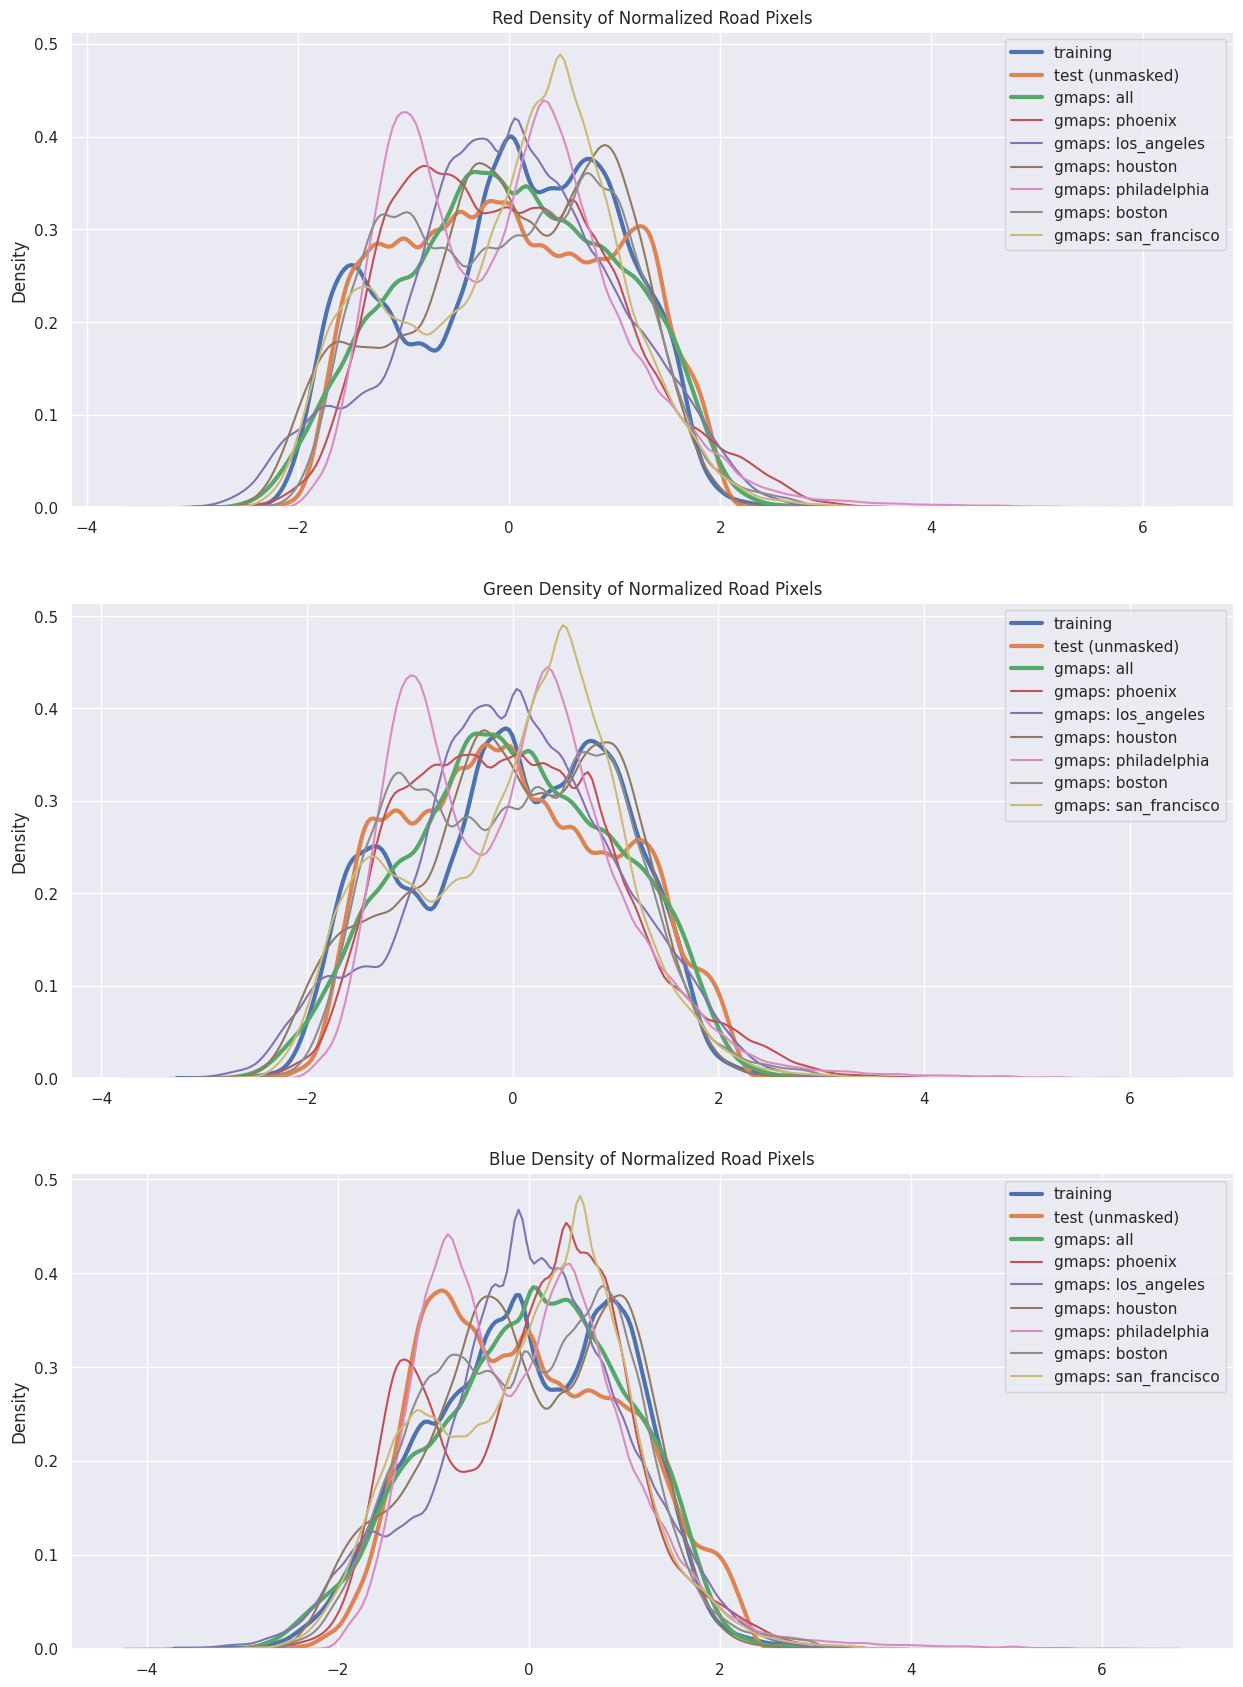 Red Density of Normalized Road Pixels
0.5
0.4
0.3
0.2
0.1
0.0
Density
−4
−2
0
2
4
6
training
test (unmasked)
gmaps: all
gmaps: phoenix
gmaps: los_angeles
gmaps: houston
gmaps: philadelphia
gmaps: boston
gmaps: san_francisco
Green Density of Normalized Road Pixels
0.5
0.4
0.3
0.2
0.1
0.0
Density
−4
−2
0
2
4
6
training
test (unmasked)
gmaps: all
gmaps: phoenix
gmaps: los_angeles
gmaps: houston
gmaps: philadelphia
gmaps: boston
gmaps: san_francisco
Blue Density of Normalized Road Pixels
0.5
0.4
0.3
0.2
0.1
0.0
Density
−4
−2
0
2
4
6
training
test (unmasked)
gmaps: all
gmaps: phoenix
gmaps: los_angeles
gmaps: houston
gmaps: philadelphia
gmaps: boston
gmaps: san_francisco